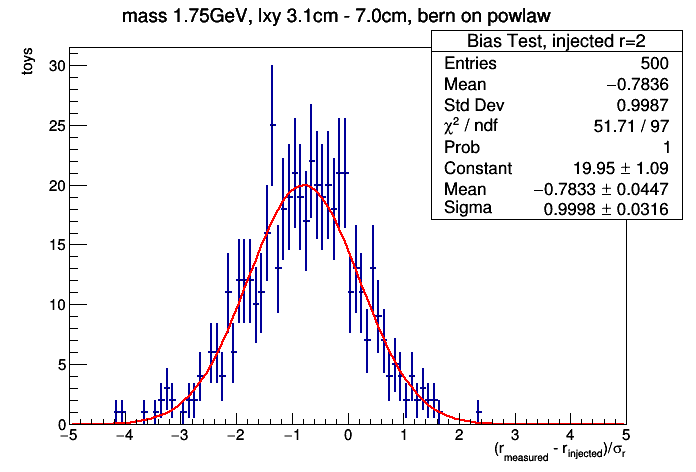 mass 1.75GeV, lxy 3.1cm - 7.0cm, bern on powlaw
Bias Test, injected r=2
Entries 500
Mean −0.7836
Std Dev 0.9987
χ² / ndf 51.71 / 97
Prob 1
Constant 19.95 ± 1.09
Mean −0.7833 ± 0.0447
Sigma 0.9998 ± 0.0316
toys
30
25
20
15
10
5
0
−5 −4 −3 −2 −1 0 1 2 3 4 5
(r_measured - r_injected)/σ_r